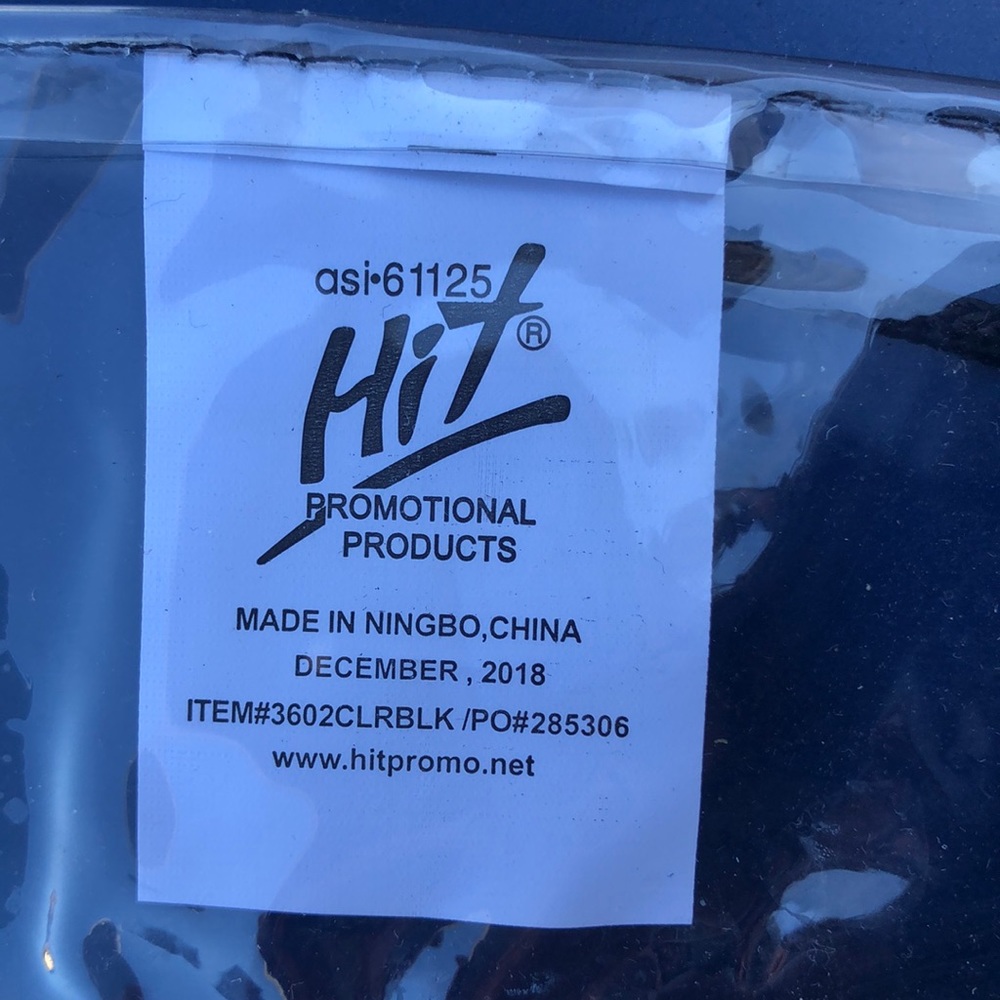 asi•61125
Hit®
PROMOTIONAL
PRODUCTS
MADE IN NINGBO,CHINA
DECEMBER , 2018
ITEM#3602CLRBLK /PO#285306
www.hitpromo.net